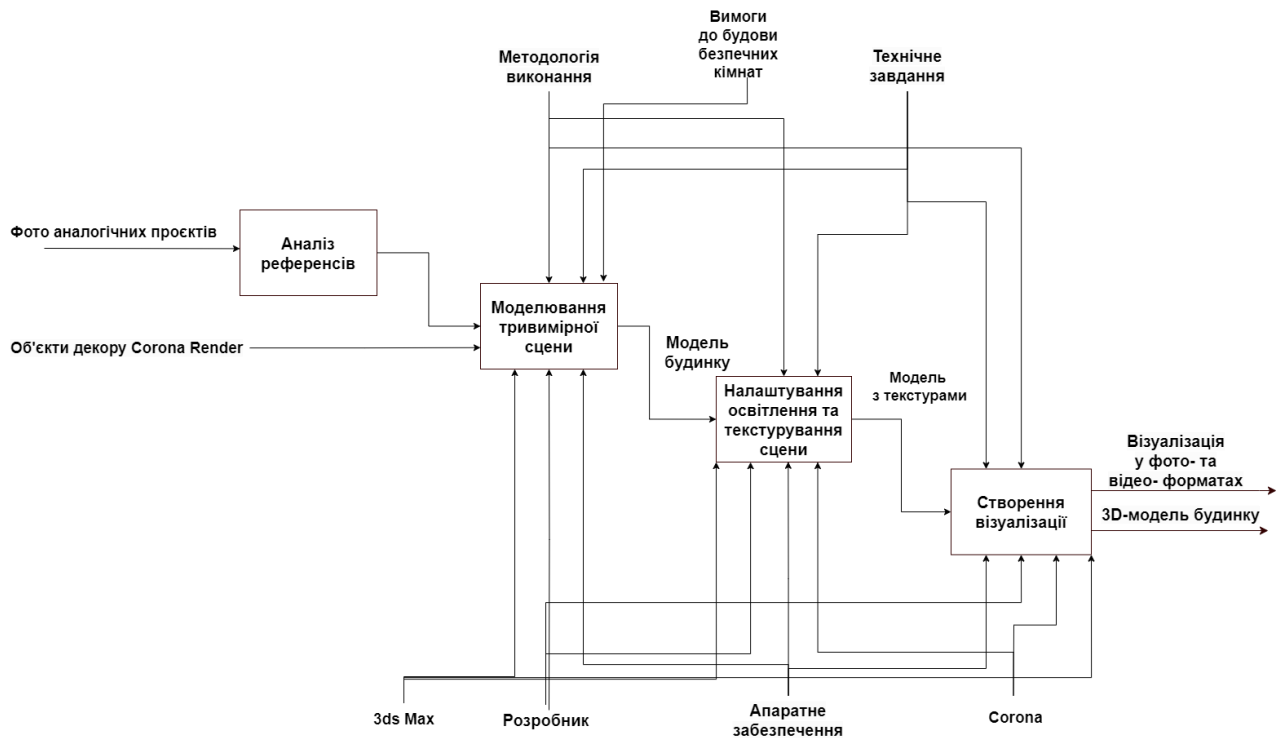 Вимоги
до будови
безпечних
кімнат
Методологія
виконання
Технічне
завдання
Фото аналогічних проєктів
Аналіз
референсів
Моделювання
тривимірної
сцени
Об'єкти декору Corona Render
Модель
будинку
Налаштування
освітлення та
текстурування
сцени
Модель
з текстурами
Візуалізація
у фото- та
відео- форматах
Створення
візуалізації
3D-модель будинку
3ds Max
Розробник
Апаратне
забезпечення
Corona